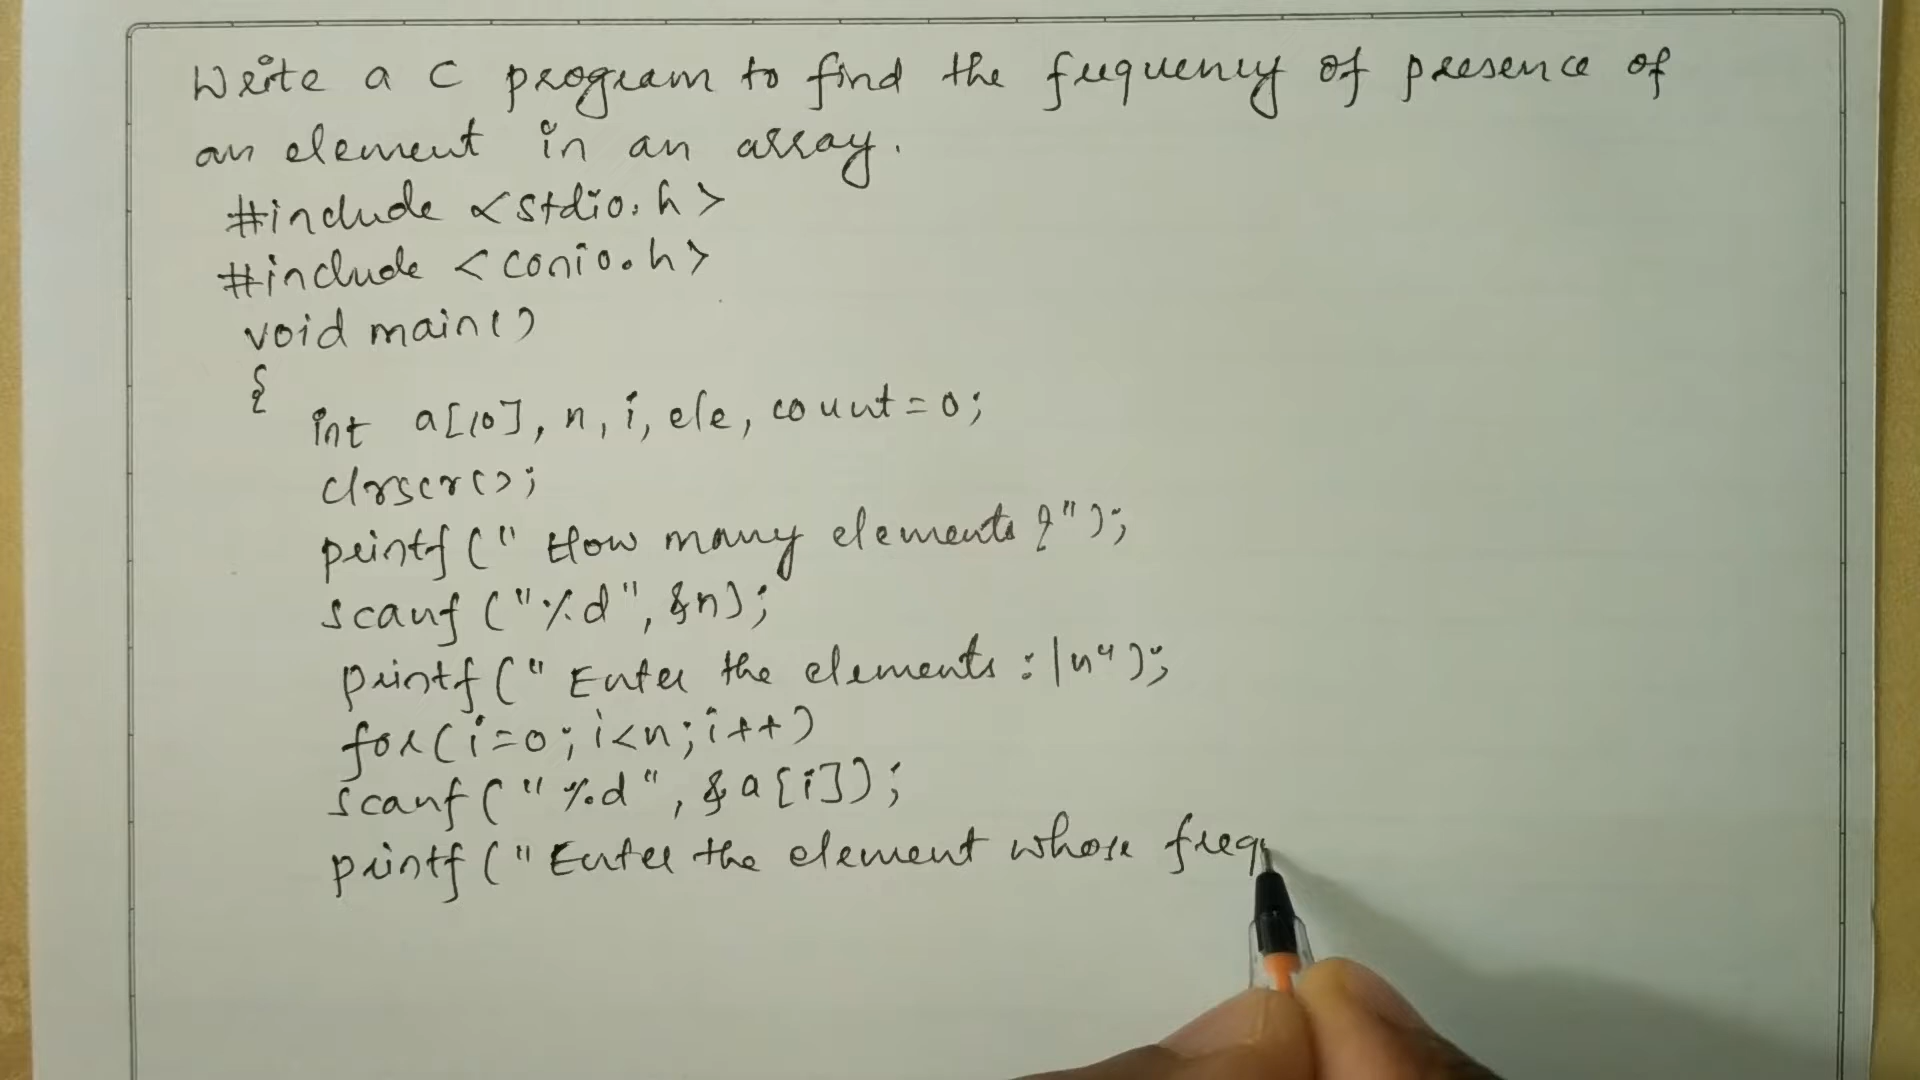 Write a C program to find the frequency of presence of
an element in an array.
#include <stdio.h>
#include <conio.h>
void main()
{
int a[10], n, i, ele, count=0;
clrscr();
printf(" How many elements ?");
scanf ("%d", &n);
printf(" Enter the elements :\n");
for(i=0; i<n; i++)
scanf("%d", &a[i]);
printf("Enter the element whose freq